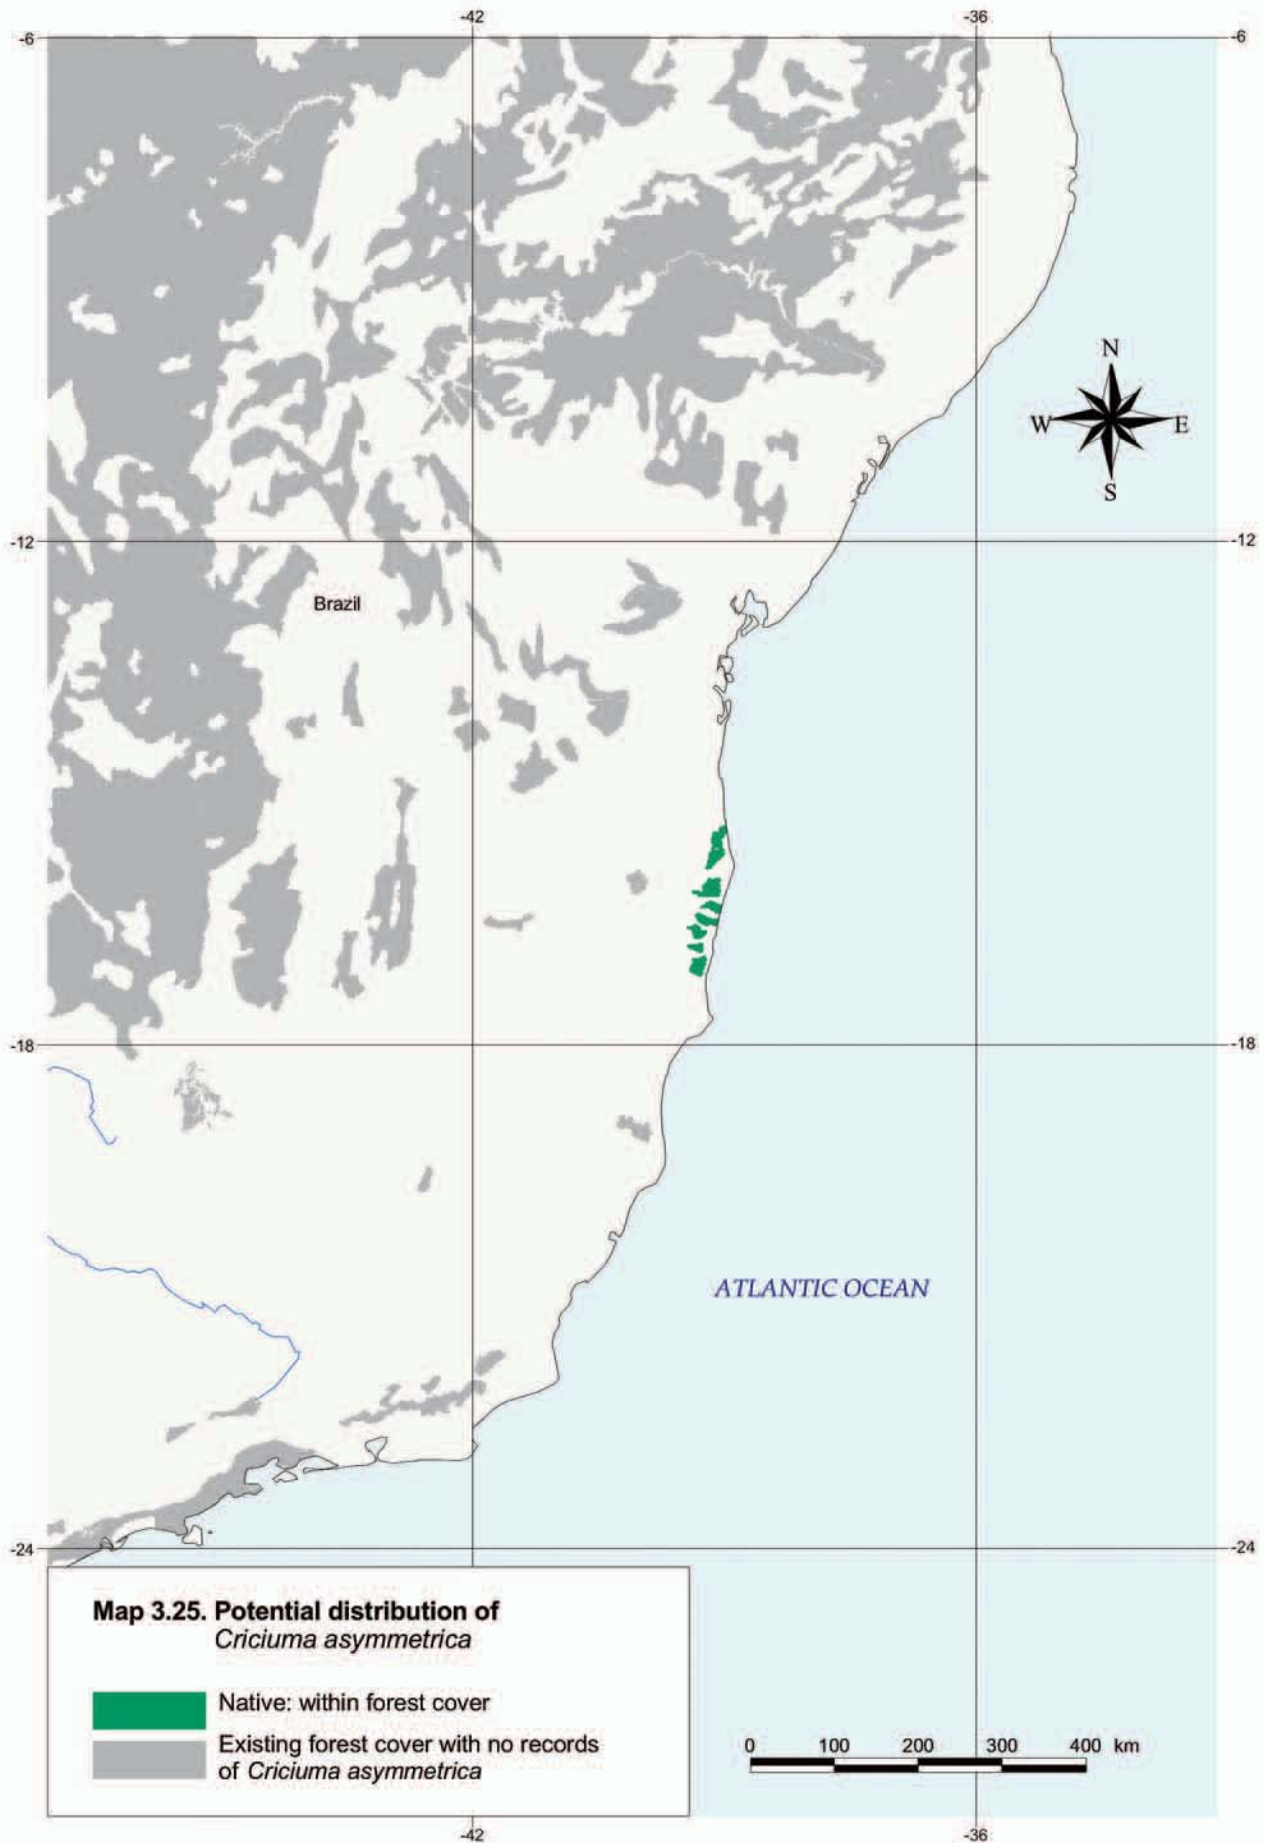 -42 -36
-6 -6
N
W E
S
-12 -12
Brazil
-18 -18
ATLANTIC OCEAN
-24 -24
Map 3.25. Potential distribution of
Criciuma asymmetrica
Native: within forest cover
Existing forest cover with no records
of Criciuma asymmetrica
0 100 200 300 400 km
-42 -36